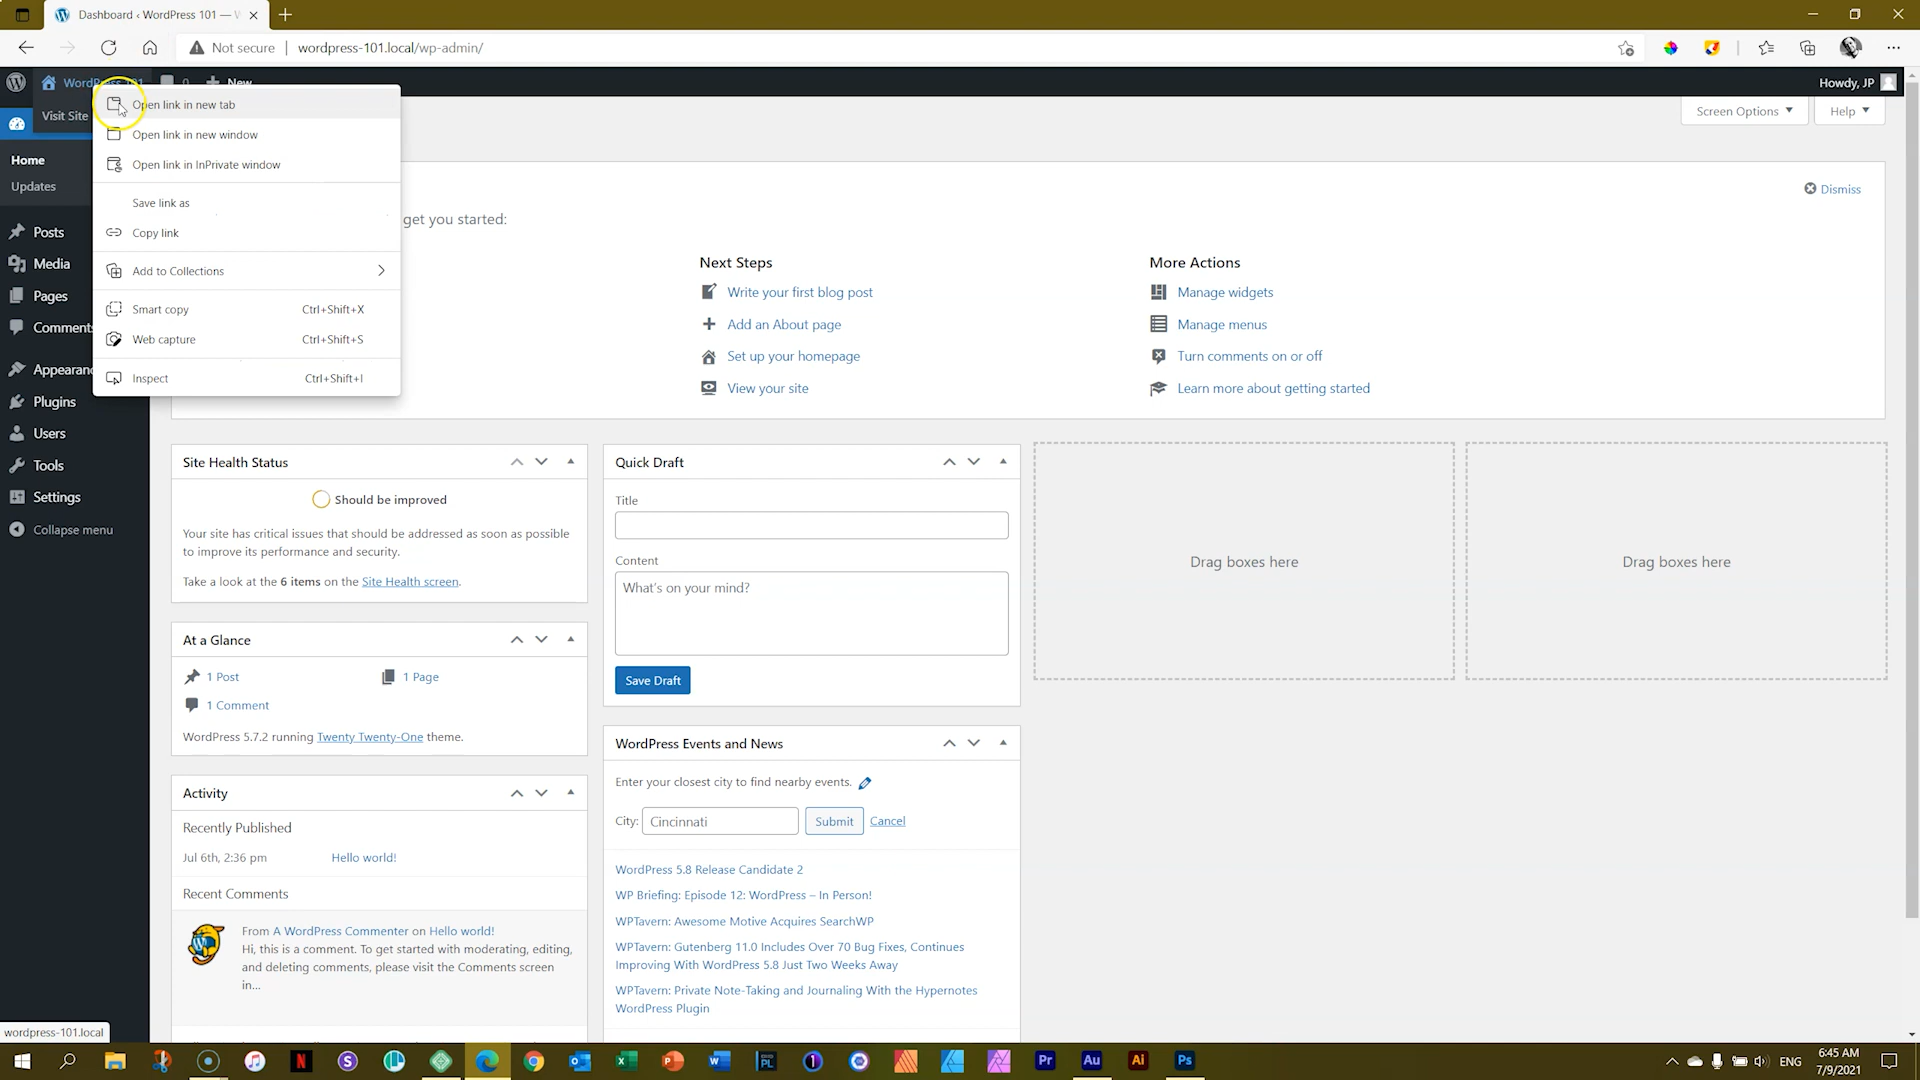 Dashboard ‹ WordPress 101 — W
Not secure
wordpress-101.local/wp-admin/
WordPress 101
0
New
Howdy, JP
Visit Site
Open link in new tab
Open link in new window
Open link in InPrivate window
Save link as
Copy link
Add to Collections
Smart copy Ctrl+Shift+X
Web capture Ctrl+Shift+S
Inspect Ctrl+Shift+I
Screen Options
Help
Home
Updates
Posts
Media
Pages
Comments
Appearanc
Plugins
Users
Tools
Settings
Collapse menu
Dismiss
get you started:
Next Steps
Write your first blog post
Add an About page
Set up your homepage
View your site
More Actions
Manage widgets
Manage menus
Turn comments on or off
Learn more about getting started
Site Health Status
Should be improved
Your site has critical issues that should be addressed as soon as possible
to improve its performance and security.
Take a look at the 6 items on the Site Health screen.
At a Glance
1 Post
1 Page
1 Comment
WordPress 5.7.2 running Twenty Twenty-One theme.
Activity
Recently Published
Jul 6th, 2:36 pm
Hello world!
Recent Comments
From A WordPress Commenter on Hello world!
Hi, this is a comment. To get started with moderating, editing,
and deleting comments, please visit the Comments screen
in…
Quick Draft
Title
Content
What's on your mind?
Save Draft
WordPress Events and News
Enter your closest city to find nearby events.
City:
Cincinnati
Submit
Cancel
WordPress 5.8 Release Candidate 2
WP Briefing: Episode 12: WordPress – In Person!
WPTavern: Awesome Motive Acquires SearchWP
WPTavern: Gutenberg 11.0 Includes Over 70 Bug Fixes, Continues
Improving With WordPress 5.8 Just Two Weeks Away
WPTavern: Private Note-Taking and Journaling With the Hypernotes
WordPress Plugin
Drag boxes here
Drag boxes here
wordpress-101.local
Pr
Au
Ai
Ps
ENG
6:45 AM
7/9/2021